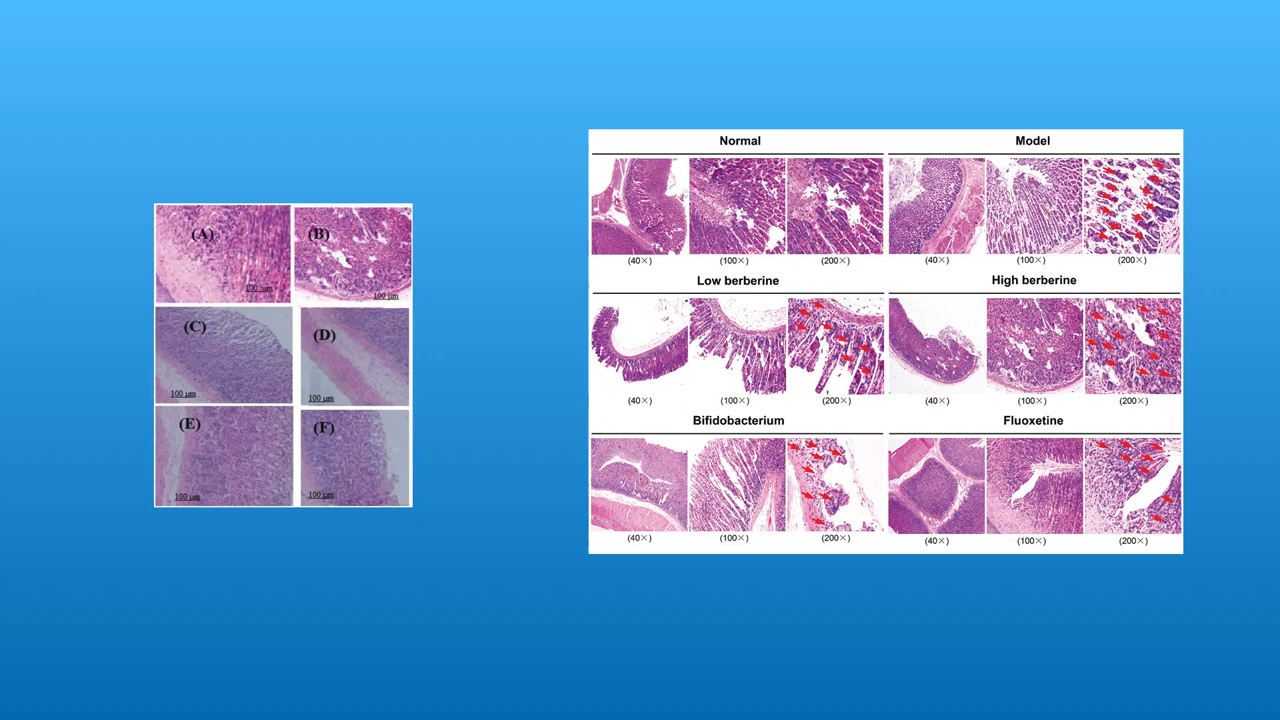 (A)
100 μm
(B)
100 μm
(C)
100 μm
(D)
100 μm
(E)
100 μm
(F)
100 μm
Normal
Model
(40×)
(100×)
(200×)
(40×)
(100×)
(200×)
Low berberine
High berberine
(40×)
(100×)
(200×)
(40×)
(100×)
(200×)
Bifidobacterium
Fluoxetine
(40×)
(100×)
(200×)
(40×)
(100×)
(200×)